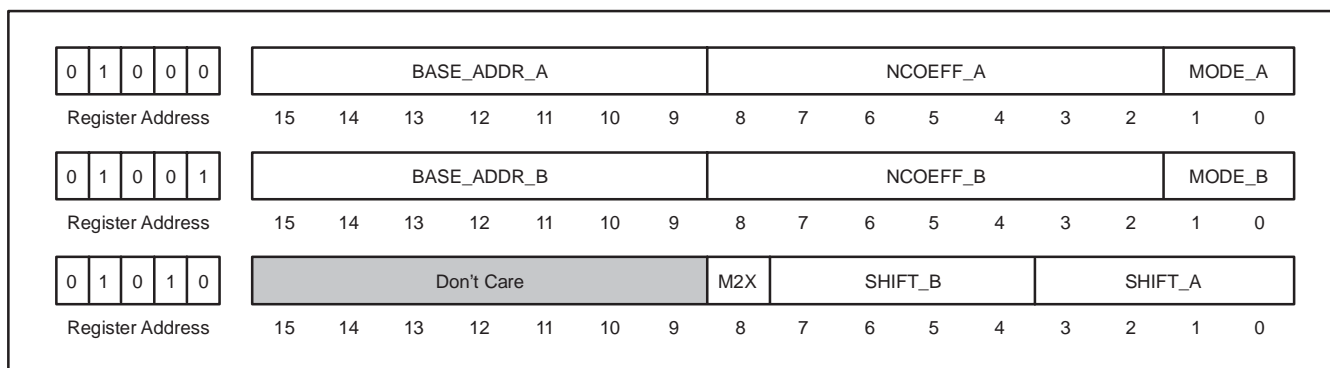 0 1 0 0 0 BASE_ADDR_A NCOEFF_A MODE_A
Register Address 15 14 13 12 11 10 9 8 7 6 5 4 3 2 1 0
0 1 0 0 1 BASE_ADDR_B NCOEFF_B MODE_B
Register Address 15 14 13 12 11 10 9 8 7 6 5 4 3 2 1 0
0 1 0 1 0 Don't Care M2X SHIFT_B SHIFT_A
Register Address 15 14 13 12 11 10 9 8 7 6 5 4 3 2 1 0